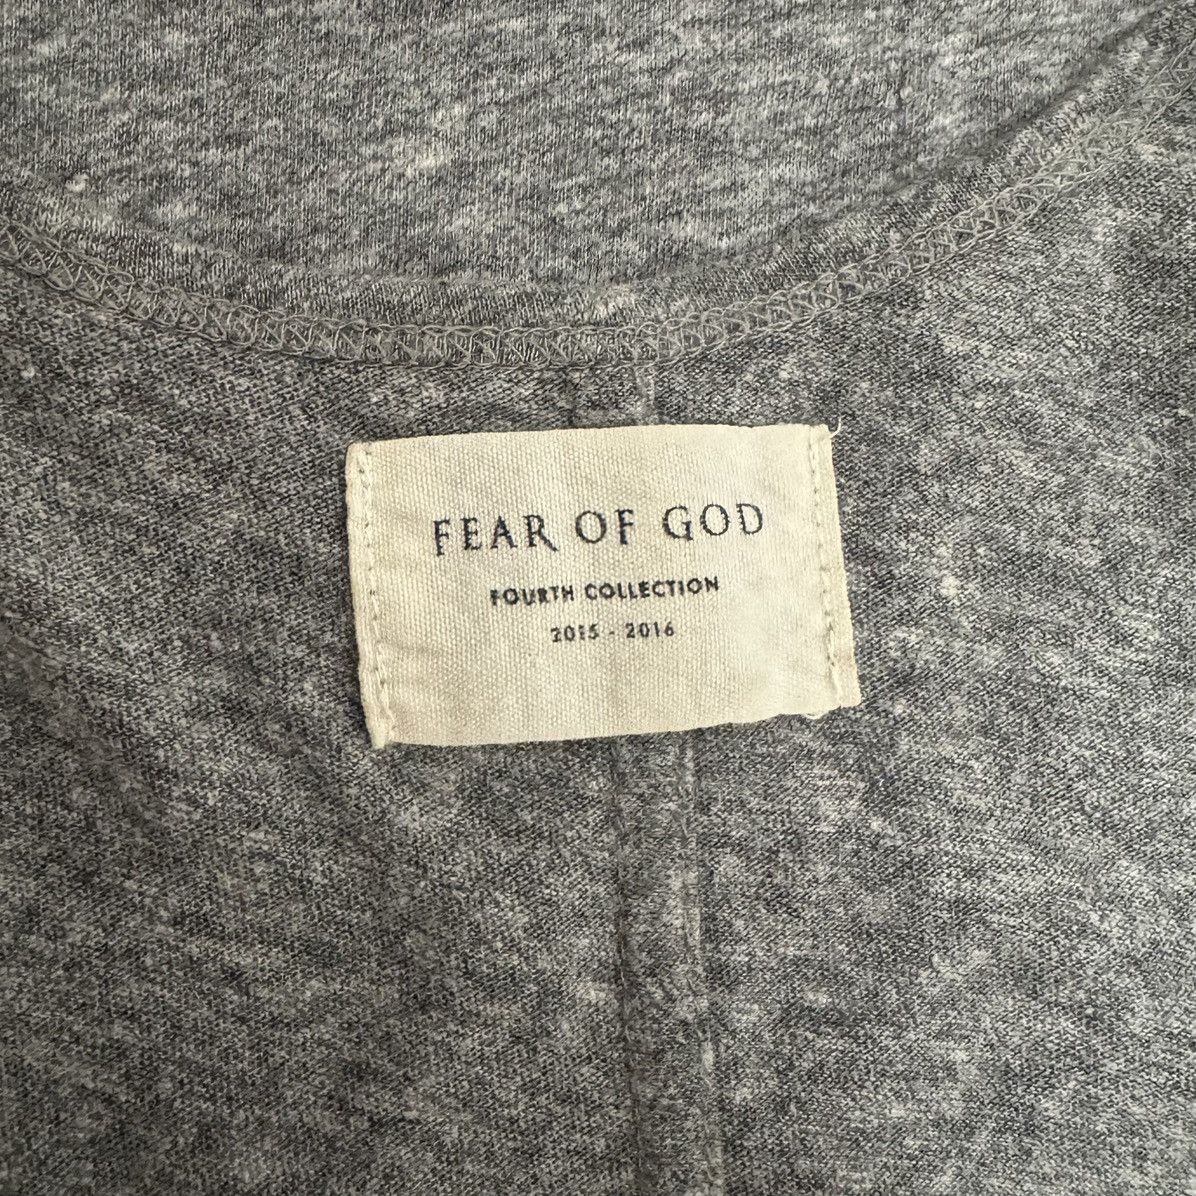 FEAR OF GOD
FOURTH COLLECTION
2015 - 2016